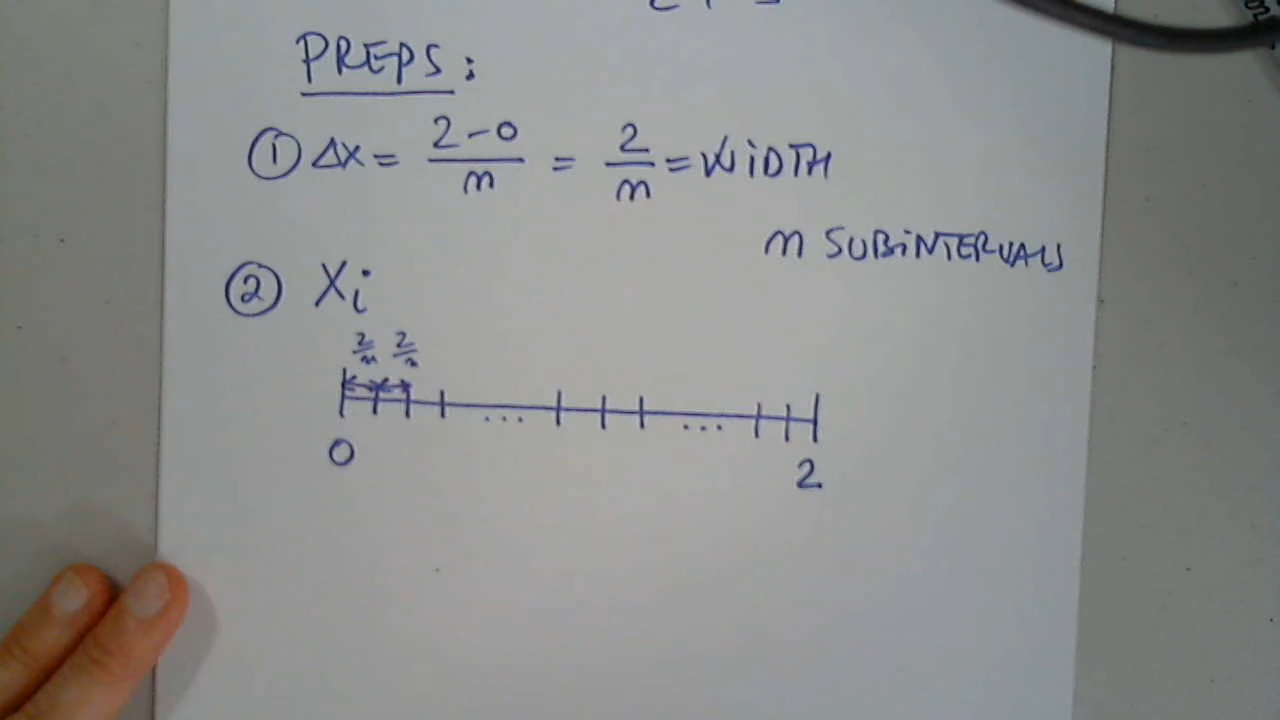 PREPS:
① Δx = 2-0/n = 2/n = WIDTH
n SUBINTERVALS
② Xi
2/n 2/n
... ...
0 2